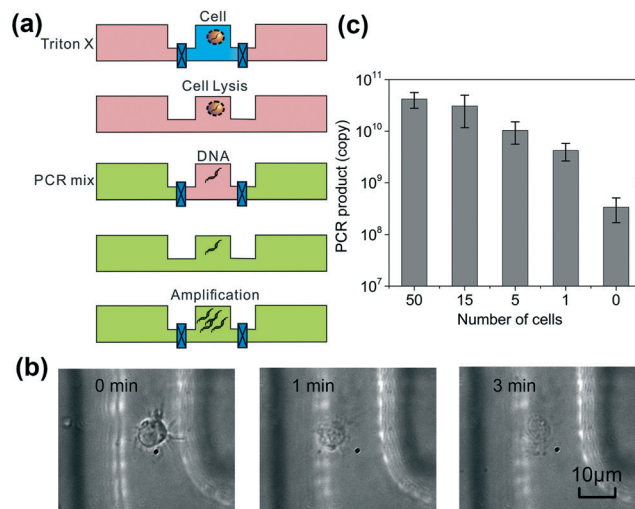 (a)
Cell
Triton X
Cell Lysis
DNA
PCR mix
Amplification
(c)
PCR product (copy)
10¹¹
10¹⁰
10⁹
10⁸
10⁷
50 15 5 1 0
Number of cells
(b)
0 min
1 min
3 min
10μm